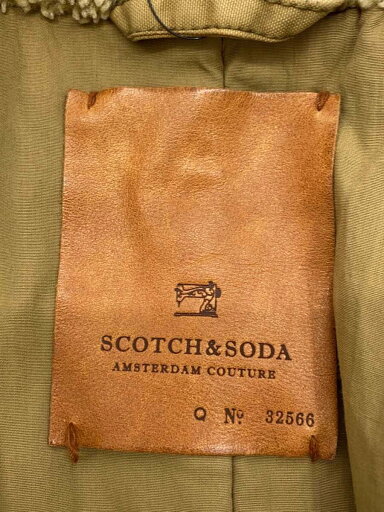 SCOTCH&SODA
AMSTERDAM COUTURE
Q Nº 32566